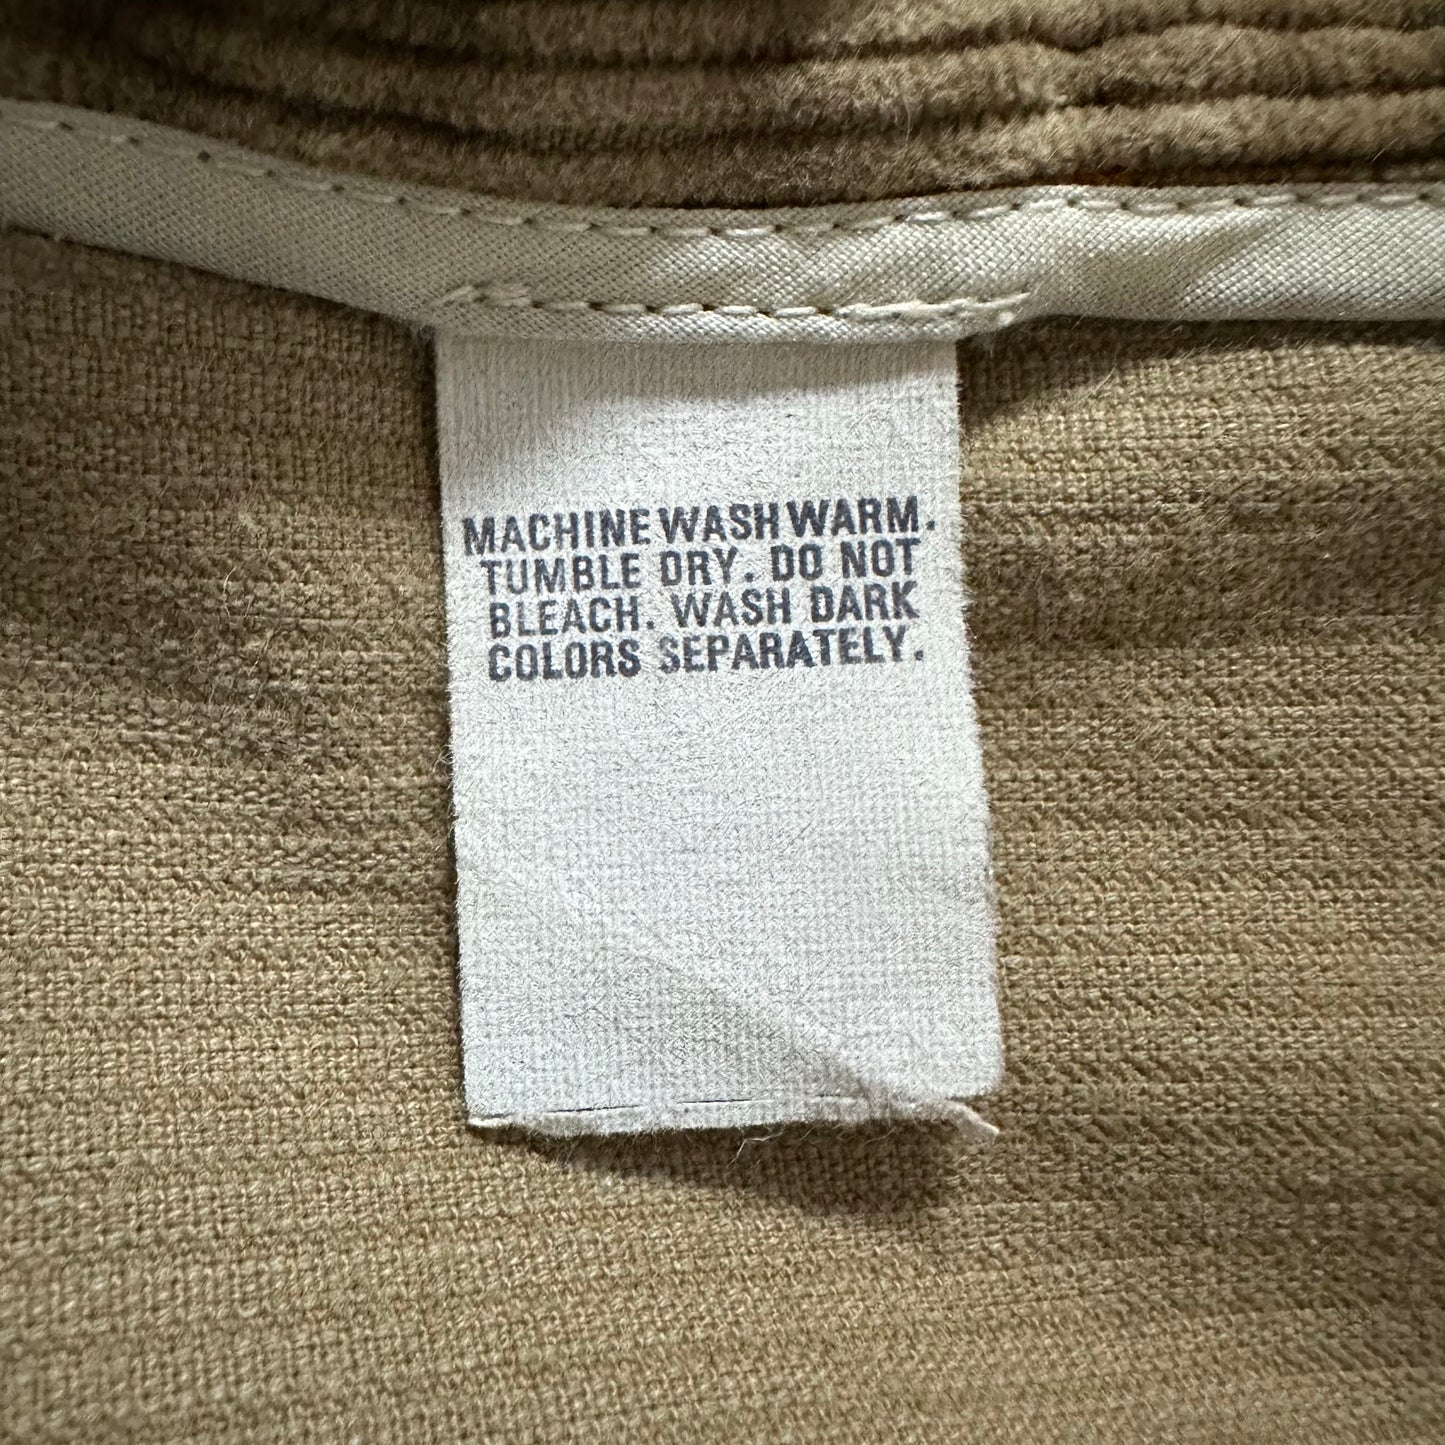 MACHINE WASH WARM.
TUMBLE DRY. DO NOT
BLEACH. WASH DARK
COLORS SEPARATELY.